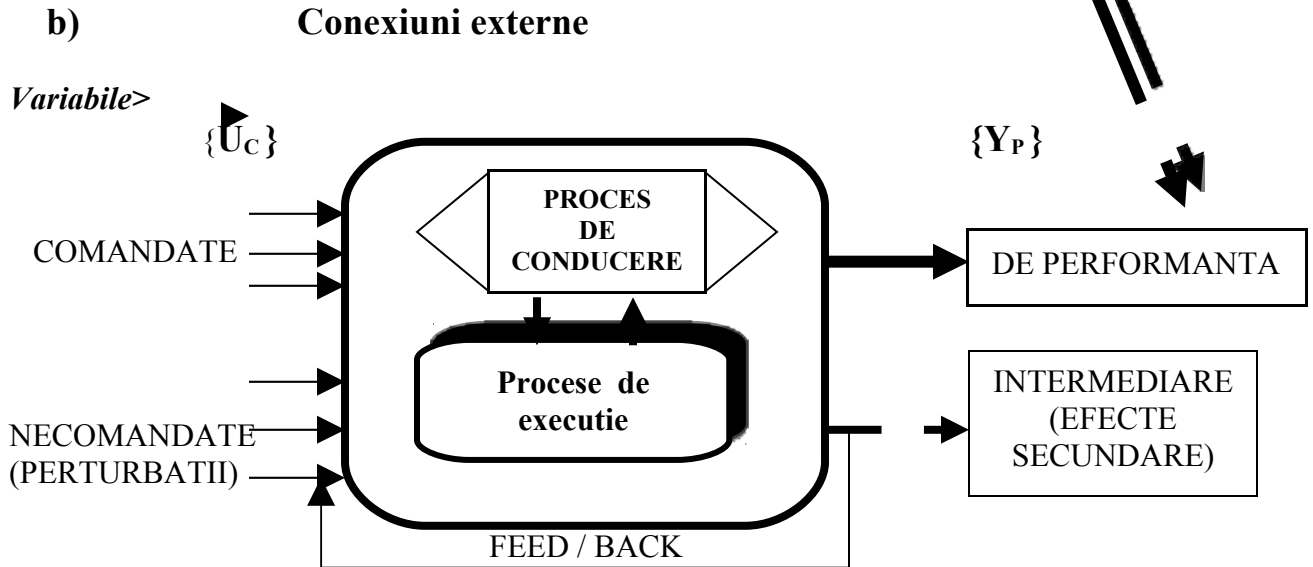 b) Conexiuni externe
Variabile>
{UC}
{YP}
PROCES
DE
CONDUCERE
COMANDATE
DE PERFORMANTA
Procese de
executie
INTERMEDIARE
(EFECTE
SECUNDARE)
NECOMANDATE
(PERTURBATII)
FEED / BACK